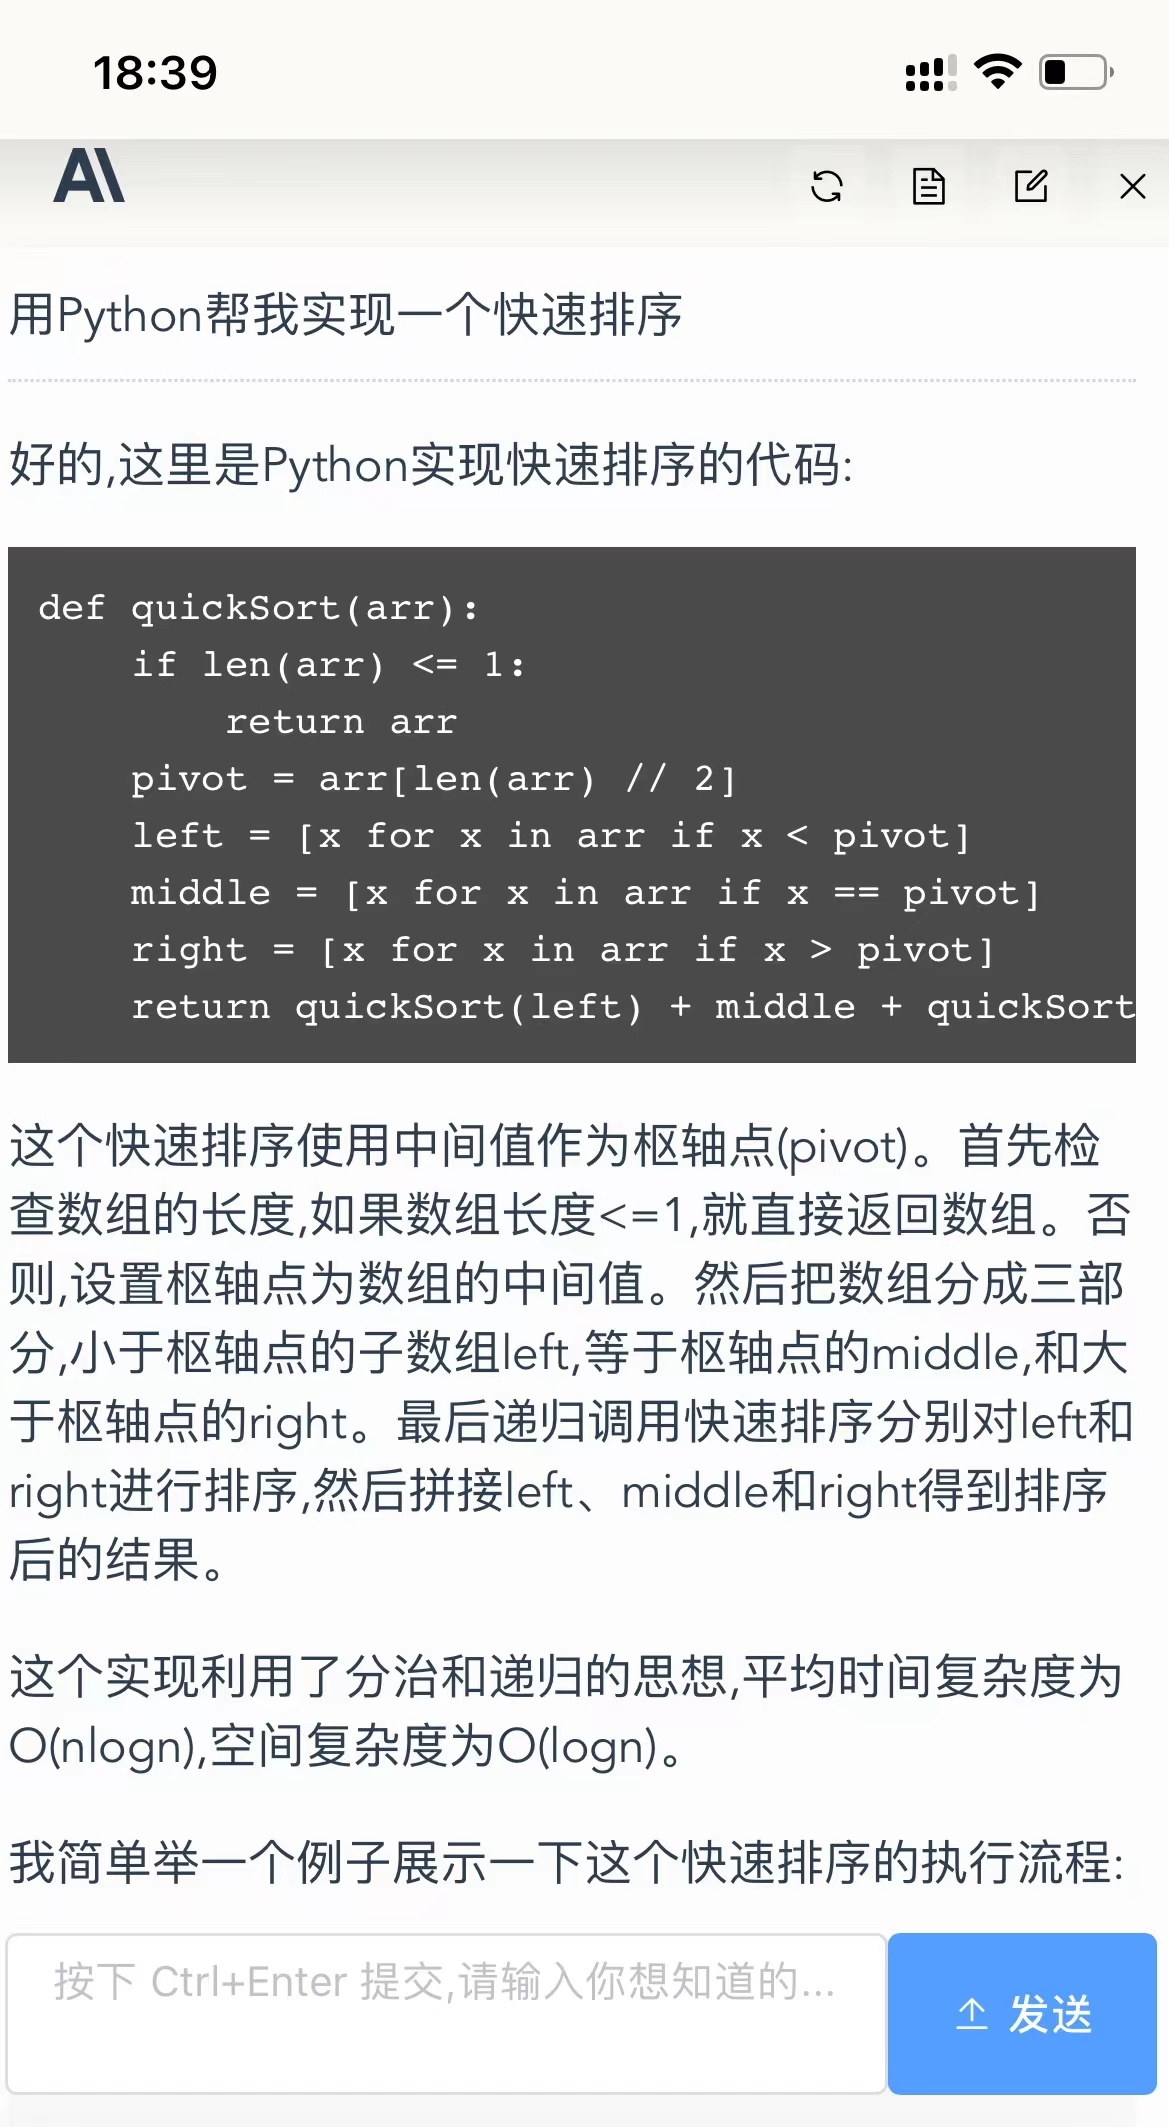 18:39
用Python帮我实现一个快速排序
好的,这里是Python实现快速排序的代码:
def quickSort(arr):
    if len(arr) <= 1:
        return arr
    pivot = arr[len(arr) // 2]
    left = [x for x in arr if x < pivot]
    middle = [x for x in arr if x == pivot]
    right = [x for x in arr if x > pivot]
    return quickSort(left) + middle + quickSort
这个快速排序使用中间值作为枢轴点(pivot)。首先检
查数组的长度,如果数组长度<=1,就直接返回数组。否
则,设置枢轴点为数组的中间值。然后把数组分成三部
分,小于枢轴点的子数组left,等于枢轴点的middle,和大
于枢轴点的right。最后递归调用快速排序分别对left和
right进行排序,然后拼接left、middle和right得到排序
后的结果。
这个实现利用了分治和递归的思想,平均时间复杂度为
O(nlogn),空间复杂度为O(logn)。
我简单举一个例子展示一下这个快速排序的执行流程:
按下 Ctrl+Enter 提交,请输入你想知道的...
发送